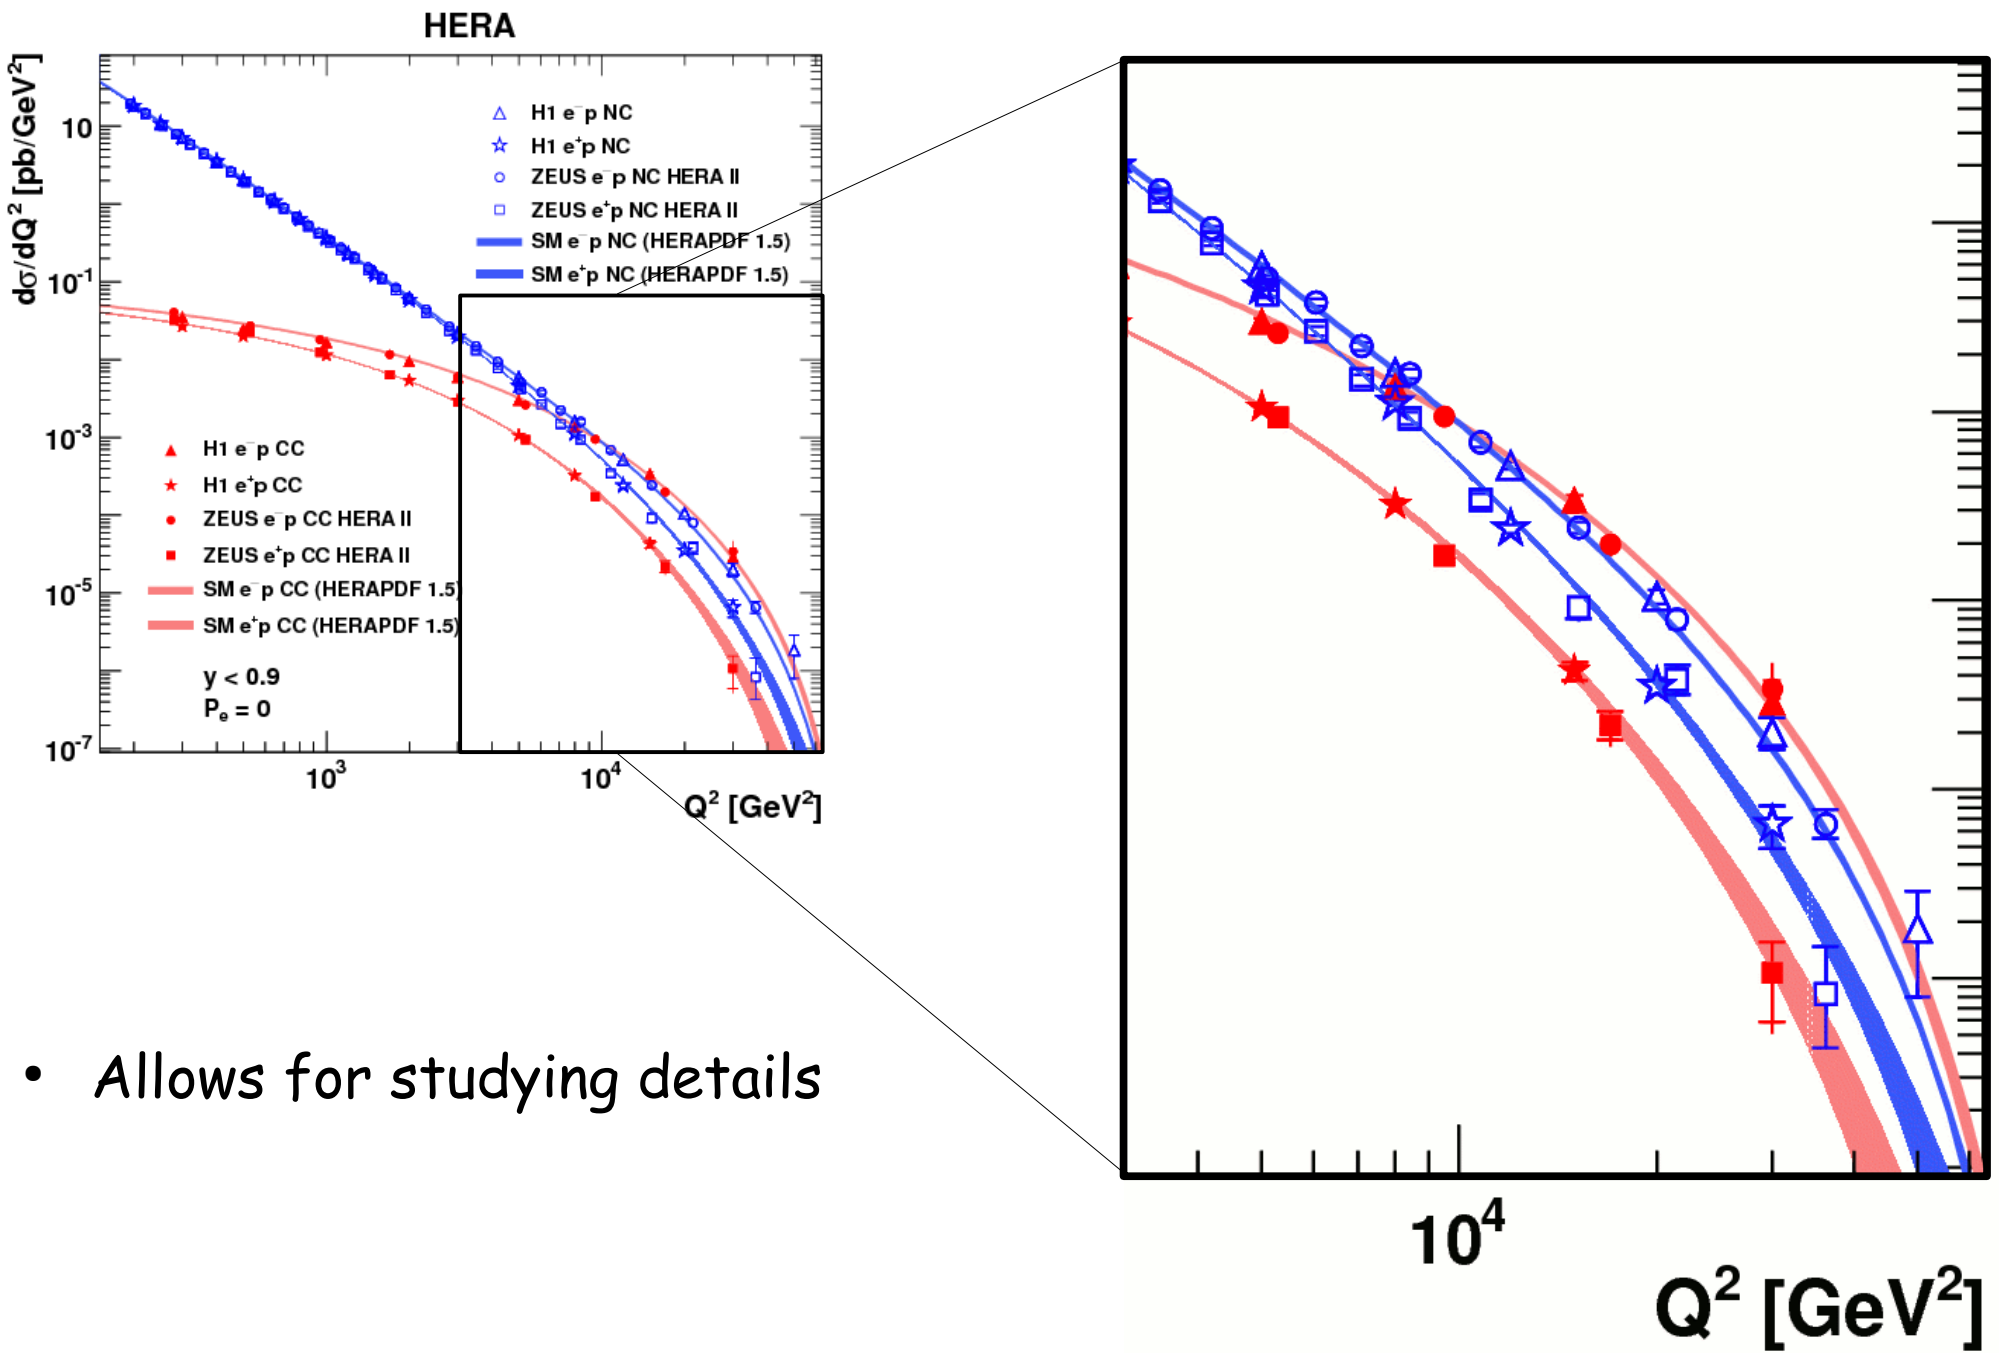 HERA
dσ/dQ² [pb/GeV²]
10
10⁻¹
10⁻³
10⁻⁵
10⁻⁷
H1 e⁻p NC
H1 e⁺p NC
ZEUS e⁻p NC HERA II
ZEUS e⁺p NC HERA II
SM e⁻p NC (HERAPDF 1.5)
SM e⁺p NC (HERAPDF 1.5)
H1 e⁻p CC
H1 e⁺p CC
ZEUS e⁻p CC HERA II
ZEUS e⁺p CC HERA II
SM e⁻p CC (HERAPDF 1.5)
SM e⁺p CC (HERAPDF 1.5)
y < 0.9
Pₑ = 0
10³
10⁴
Q² [GeV²]
• Allows for studying details
10⁴
Q² [GeV²]